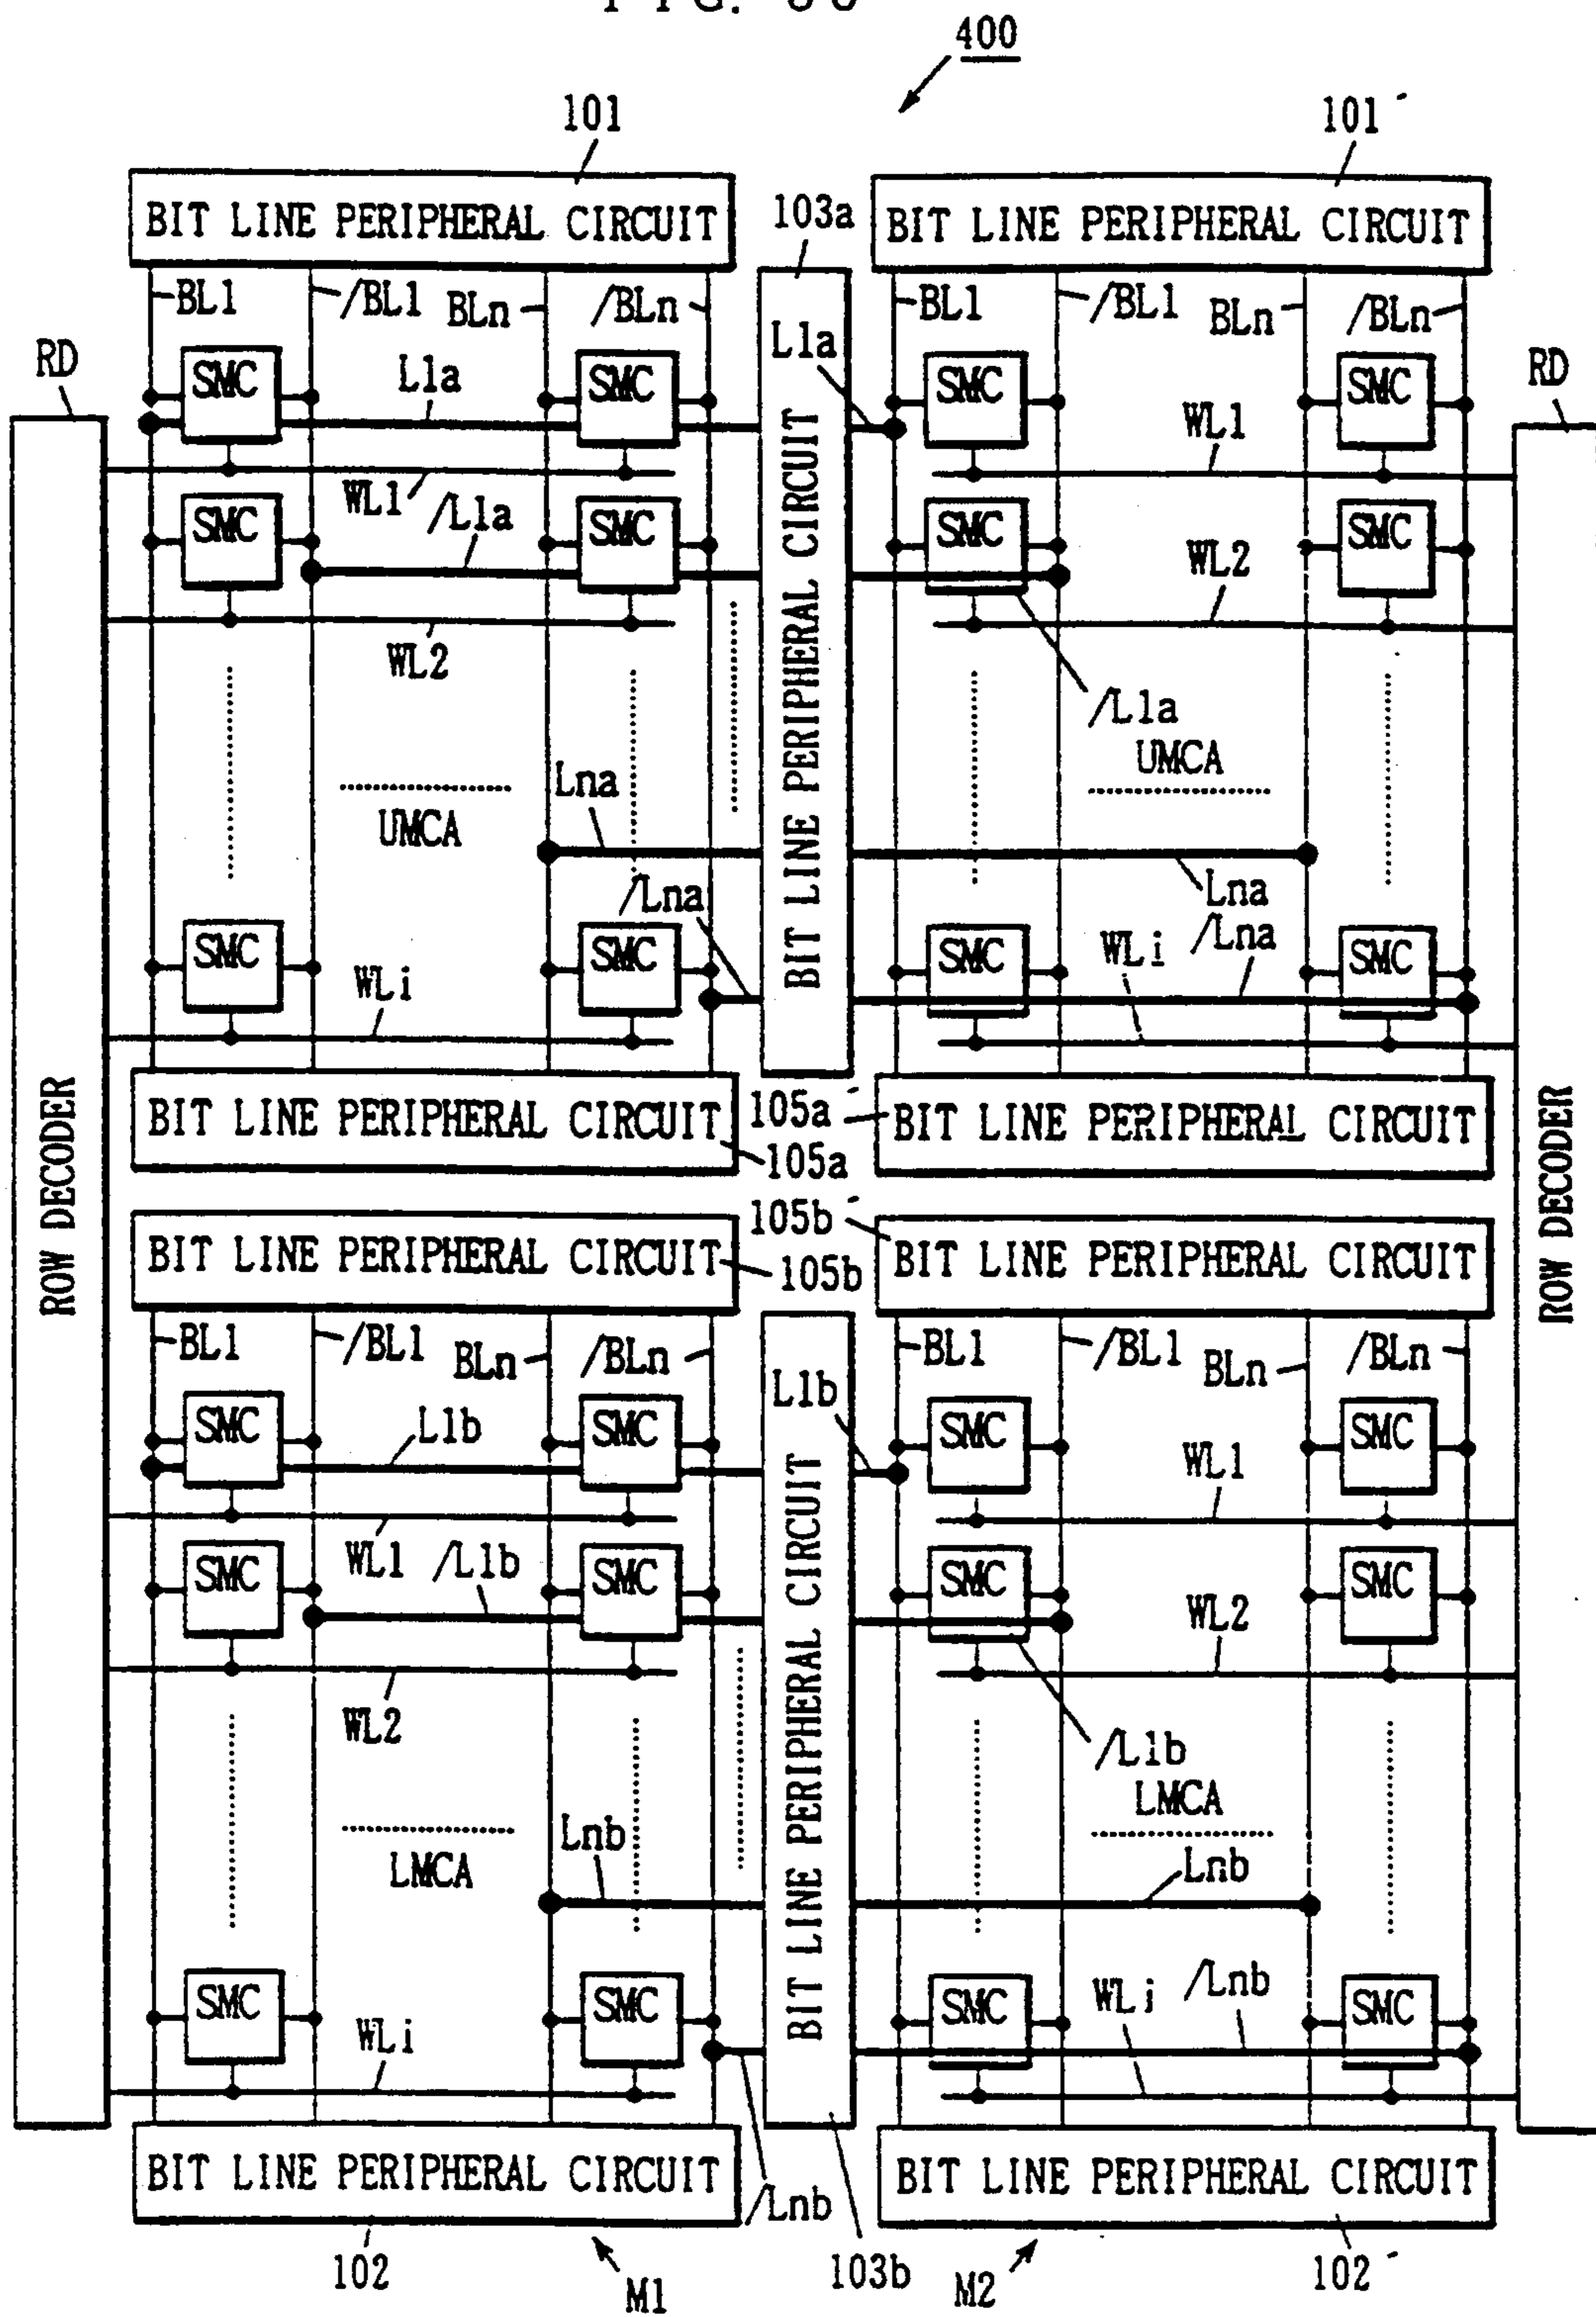 400
101 101´
BIT LINE PERIPHERAL CIRCUIT 103a BIT LINE PERIPHERAL CIRCUIT
BL1 /BL1 BLn /BLn BL1 /BL1 BLn /BLn
RD SMC L1a SMC L1a SMC WL1 SMC RD
WL1 /L1a
SMC SMC SMC WL2 SMC
WL2
/L1a
UMCA
Lna
UMCA
BIT LINE PERIPHERAL CIRCUIT
/Lna Lna
/Lna
SMC WLi SMC SMC WLi SMC
ROW DECODER
ROW DECODER
BIT LINE PERIPHERAL CIRCUIT 105a 105a´ BIT LINE PERIPHERAL CIRCUIT
BIT LINE PERIPHERAL CIRCUIT 105b 105b´ BIT LINE PERIPHERAL CIRCUIT
BL1 /BL1 BLn /BLn BL1 /BL1 BLn /BLn
SMC L1b SMC L1b SMC WL1 SMC
WL1 /L1b
SMC SMC SMC WL2 SMC
WL2
/L1b
LMCA
Lnb
LMCA Lnb
BIT LINE PERIPHERAL CIRCUIT
SMC WLi SMC SMC WLi /Lnb SMC
BIT LINE PERIPHERAL CIRCUIT /Lnb BIT LINE PERIPHERAL CIRCUIT
102 M1 103b M2 102´